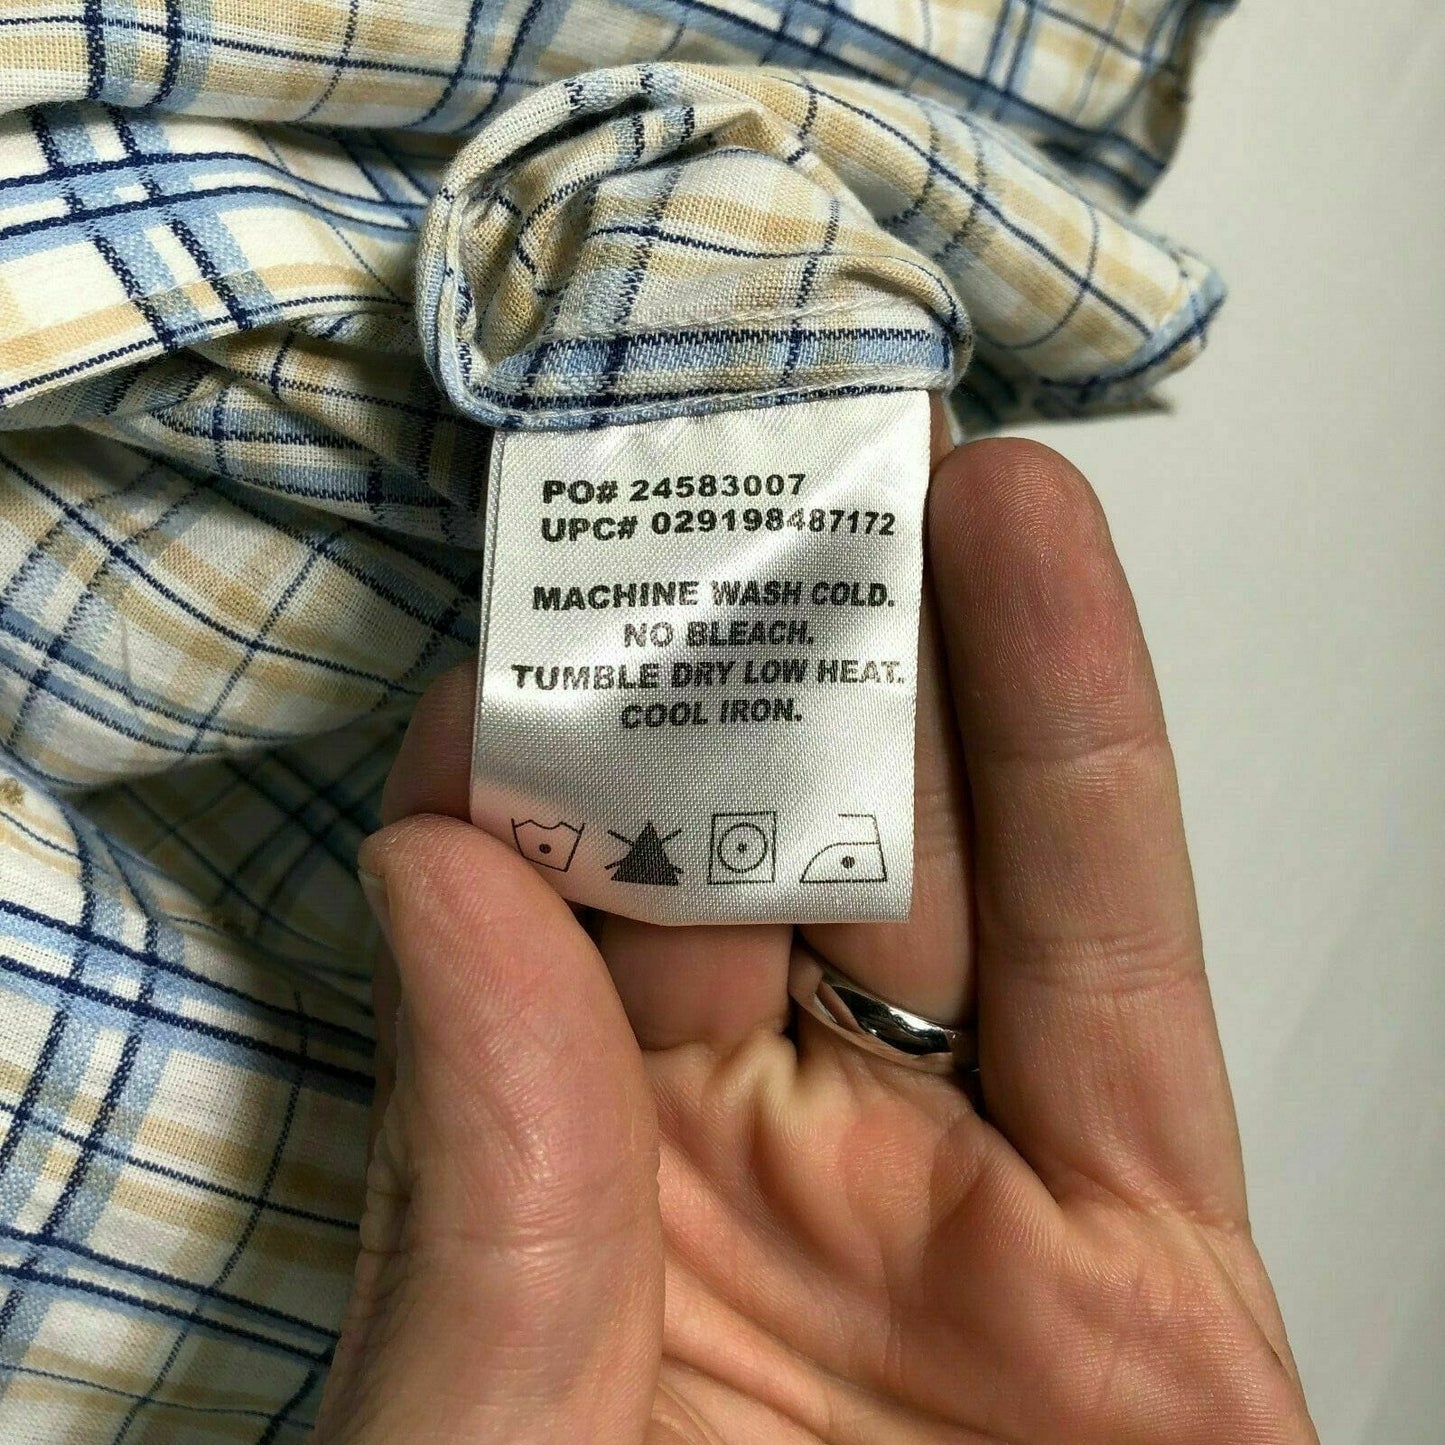 PO# 24583007
UPC# 029198487172
MACHINE WASH COLD.
NO BLEACH.
TUMBLE DRY LOW HEAT.
COOL IRON.